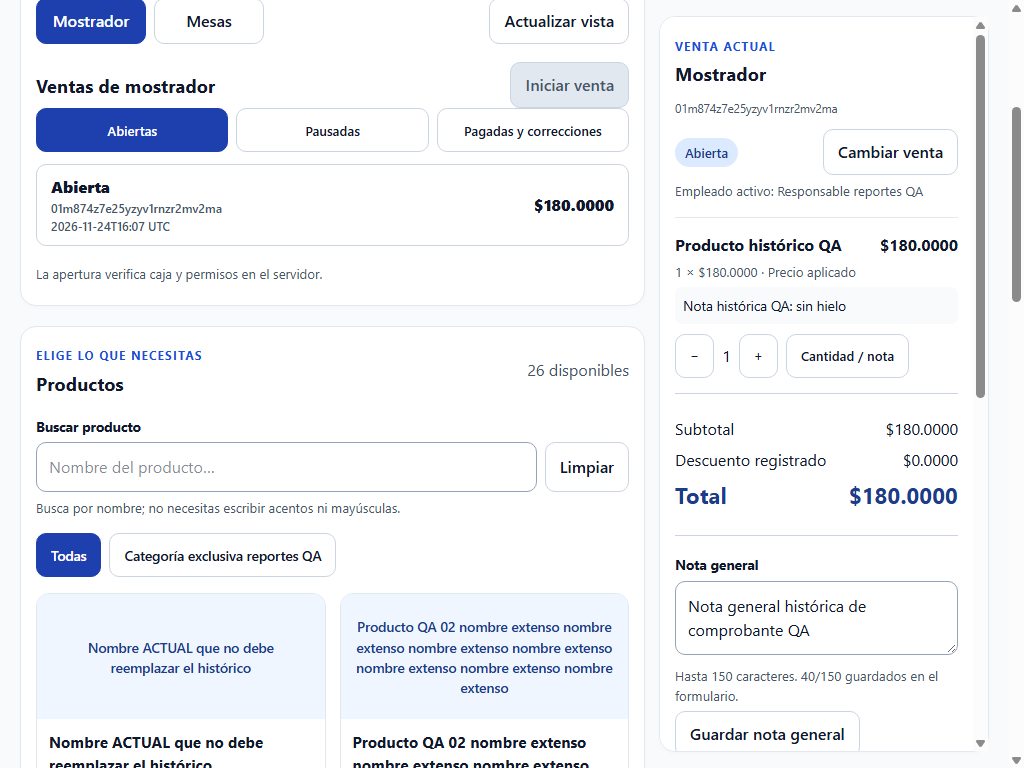 Mostrador
Mesas
Actualizar vista
Ventas de mostrador
Iniciar venta
Abiertas
Pausadas
Pagadas y correcciones
Abierta
01m874z7e25yzyv1rnzr2mv2ma
2026-11-24T16:07 UTC
$180.0000
La apertura verifica caja y permisos en el servidor.
ELIGE LO QUE NECESITAS
Productos
26 disponibles
Buscar producto
Nombre del producto...
Limpiar
Busca por nombre; no necesitas escribir acentos ni mayúsculas.
Todas
Categoría exclusiva reportes QA
Nombre ACTUAL que no debe
reemplazar el histórico
Producto QA 02 nombre extenso nombre
extenso nombre extenso nombre extenso
nombre extenso nombre extenso nombre
extenso
Nombre ACTUAL que no debe
reemplazar el histórico
Producto QA 02 nombre extenso
nombre extenso nombre extenso
VENTA ACTUAL
Mostrador
01m874z7e25yzyv1rnzr2mv2ma
Abierta
Cambiar venta
Empleado activo: Responsable reportes QA
Producto histórico QA
$180.0000
1 × $180.0000 · Precio aplicado
Nota histórica QA: sin hielo
−
1
+
Cantidad / nota
Subtotal
$180.0000
Descuento registrado
$0.0000
Total
$180.0000
Nota general
Nota general histórica de
comprobante QA
Hasta 150 caracteres. 40/150 guardados en el
formulario.
Guardar nota general